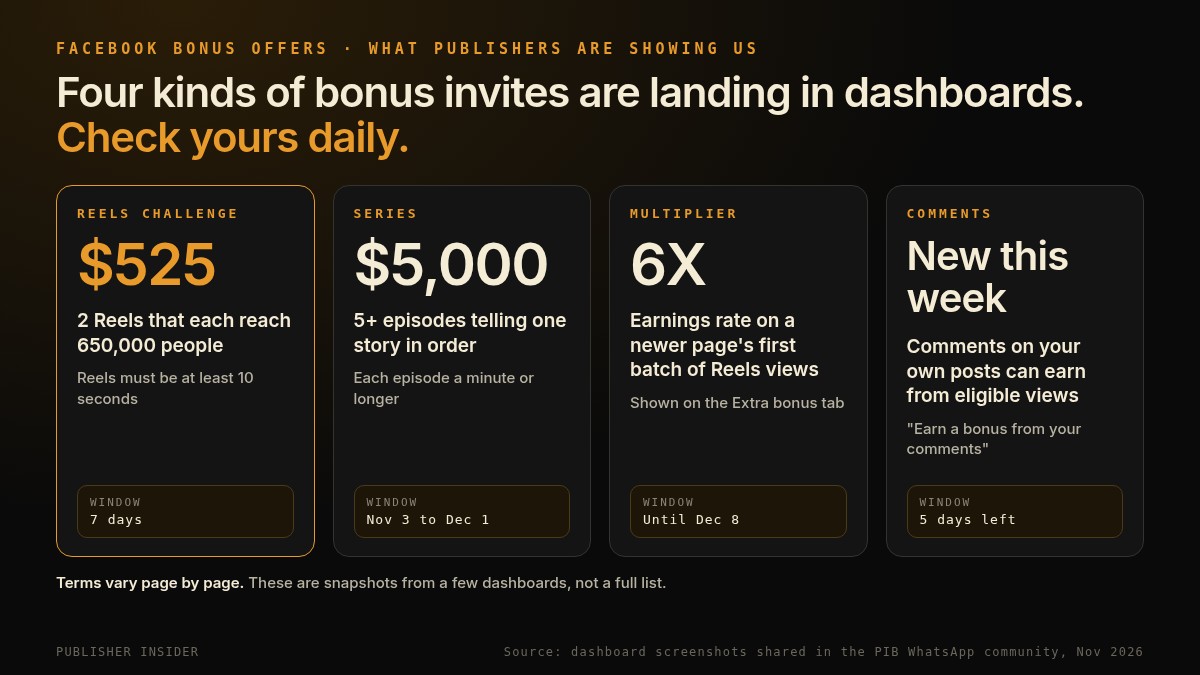 FACEBOOK BONUS OFFERS · WHAT PUBLISHERS ARE SHOWING US
Four kinds of bonus invites are landing in dashboards.
Check yours daily.
REELS CHALLENGE
$525
2 Reels that each reach
650,000 people
Reels must be at least 10
seconds
WINDOW
7 days
SERIES
$5,000
5+ episodes telling one
story in order
Each episode a minute or
longer
WINDOW
Nov 3 to Dec 1
MULTIPLIER
6X
Earnings rate on a
newer page's first
batch of Reels views
Shown on the Extra bonus tab
WINDOW
Until Dec 8
COMMENTS
New this
week
Comments on your
own posts can earn
from eligible views
"Earn a bonus from your
comments"
WINDOW
5 days left
Terms vary page by page. These are snapshots from a few dashboards, not a full list.
PUBLISHER INSIDER
Source: dashboard screenshots shared in the PIB WhatsApp community, Nov 2026